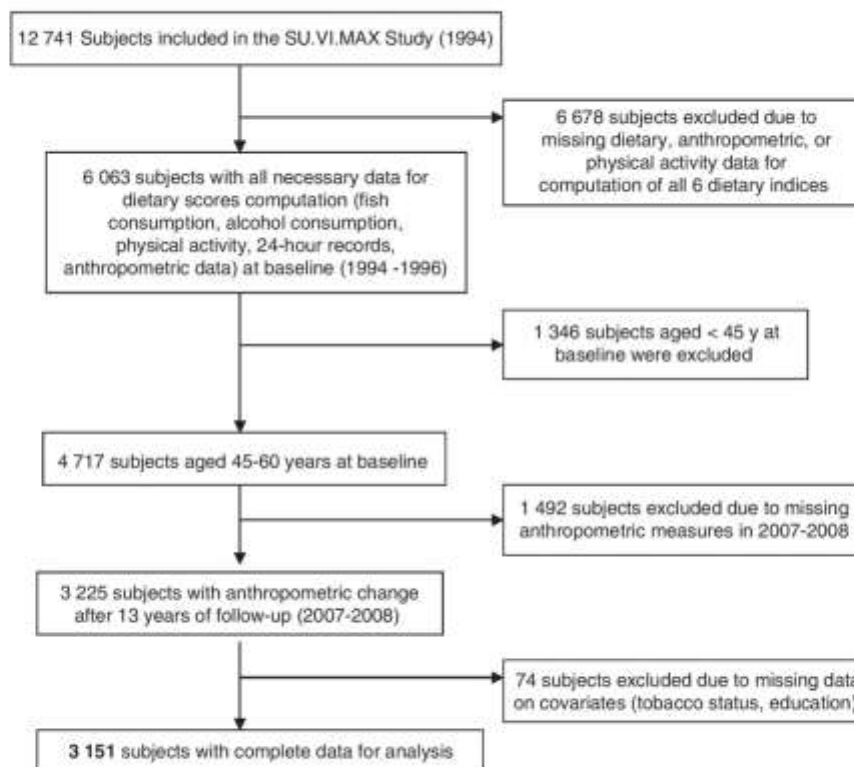 12 741 Subjects included in the SU.VI.MAX Study (1994)
6 678 subjects excluded due to
missing dietary, anthropometric, or
physical activity data for
computation of all 6 dietary indices
6 063 subjects with all necessary data for
dietary scores computation (fish
consumption, alcohol consumption,
physical activity, 24-hour records,
anthropometric data) at baseline (1994 -1996)
1 346 subjects aged < 45 y at
baseline were excluded
4 717 subjects aged 45-60 years at baseline
1 492 subjects excluded due to missing
anthropometric measures in 2007-2008
3 225 subjects with anthropometric change
after 13 years of follow-up (2007-2008)
74 subjects excluded due to missing data
on covariates (tobacco status, education)
3 151 subjects with complete data for analysis